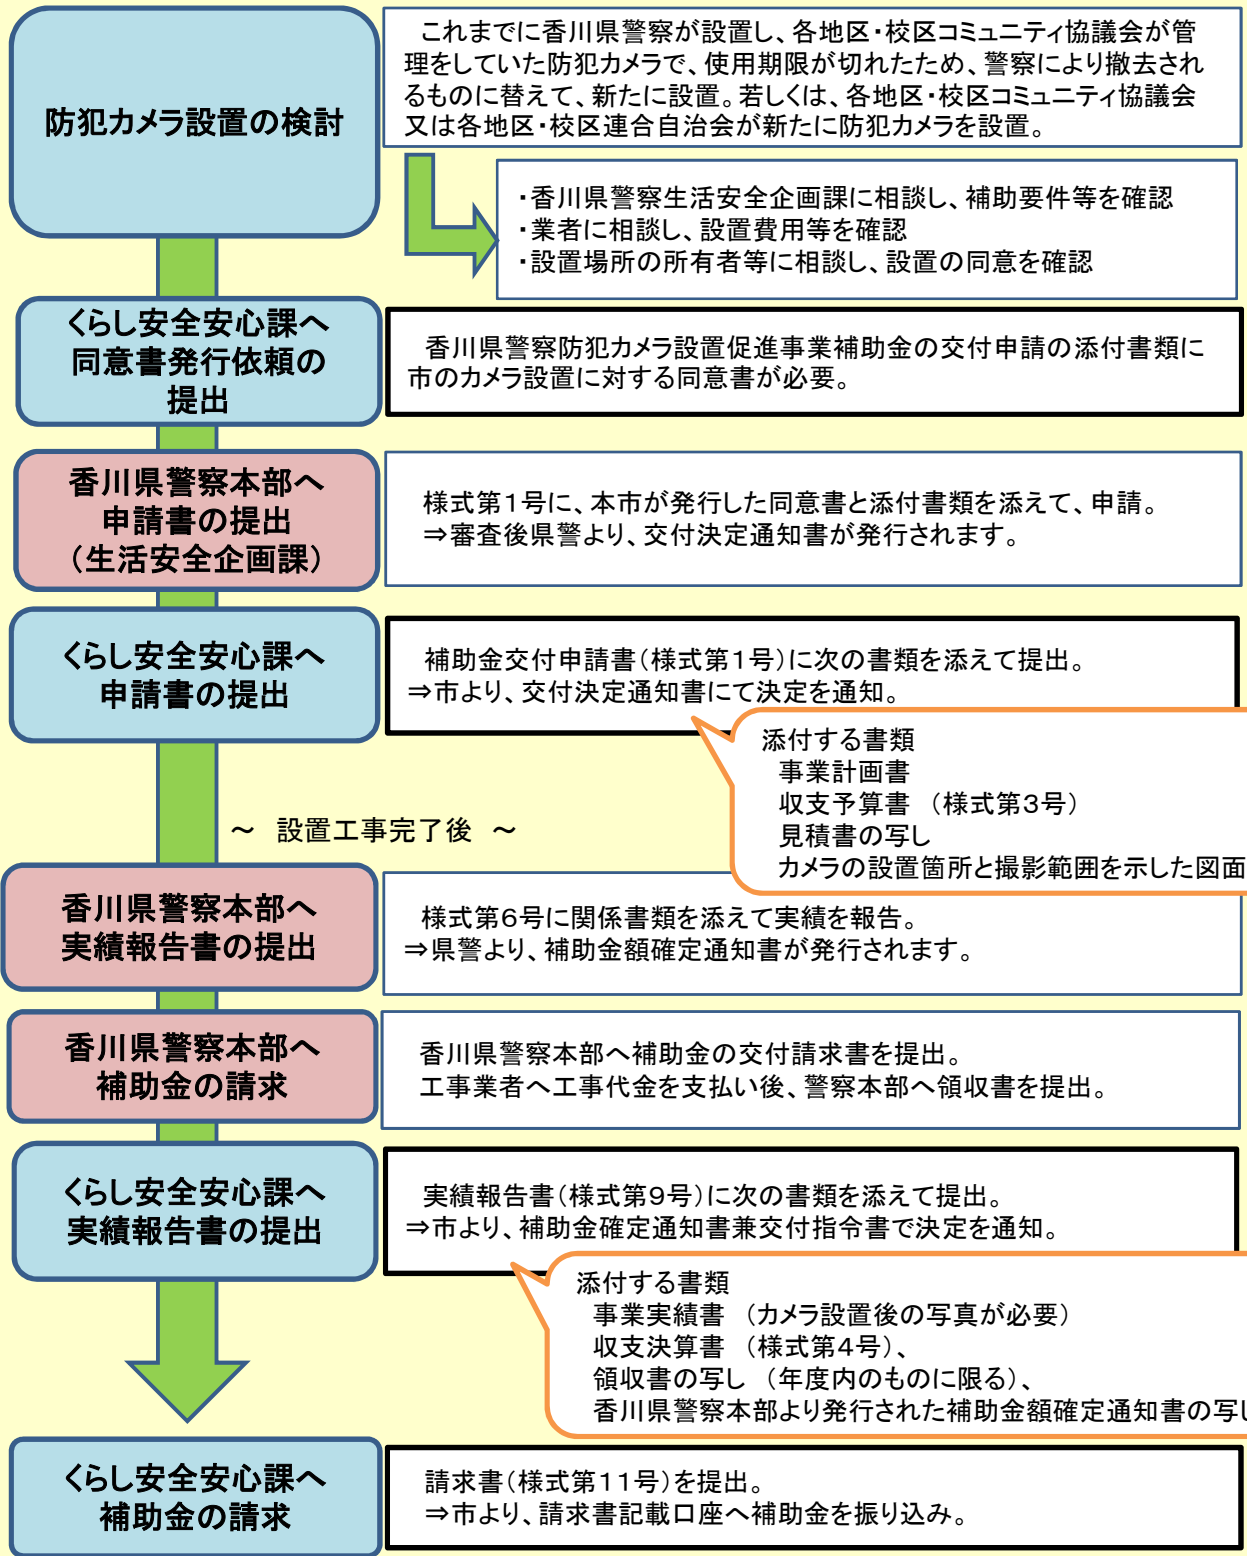 防犯カメラ設置の検討
これまでに香川県警察が設置し、各地区・校区コミュニティ協議会が管
理をしていた防犯カメラで、使用期限が切れたため、警察により撤去され
るものに替えて、新たに設置。若しくは、各地区・校区コミュニティ協議会
又は各地区・校区連合自治会が新たに防犯カメラを設置。
・香川県警察生活安全企画課に相談し、補助要件等を確認
・業者に相談し、設置費用等を確認
・設置場所の所有者等に相談し、設置の同意を確認
くらし安全安心課へ
同意書発行依頼の
提出
香川県警察防犯カメラ設置促進事業補助金の交付申請の添付書類に
市のカメラ設置に対する同意書が必要。
香川県警察本部へ
申請書の提出
（生活安全企画課）
様式第1号に、本市が発行した同意書と添付書類を添えて、申請。
⇒審査後県警より、交付決定通知書が発行されます。
くらし安全安心課へ
申請書の提出
補助金交付申請書（様式第1号）に次の書類を添えて提出。
⇒市より、交付決定通知書にて決定を通知。
添付する書類
事業計画書
収支予算書 （様式第3号）
見積書の写し
カメラの設置箇所と撮影範囲を示した図面
～ 設置工事完了後 ～
香川県警察本部へ
実績報告書の提出
様式第6号に関係書類を添えて実績を報告。
⇒県警より、補助金額確定通知書が発行されます。
香川県警察本部へ
補助金の請求
香川県警察本部へ補助金の交付請求書を提出。
工事業者へ工事代金を支払い後、警察本部へ領収書を提出。
くらし安全安心課へ
実績報告書の提出
実績報告書（様式第9号）に次の書類を添えて提出。
⇒市より、補助金確定通知書兼交付指令書で決定を通知。
添付する書類
事業実績書 （カメラ設置後の写真が必要）
収支決算書 （様式第4号）、
領収書の写し （年度内のものに限る）、
香川県警察本部より発行された補助金額確定通知書の写し
くらし安全安心課へ
補助金の請求
請求書（様式第11号）を提出。
⇒市より、請求書記載口座へ補助金を振り込み。